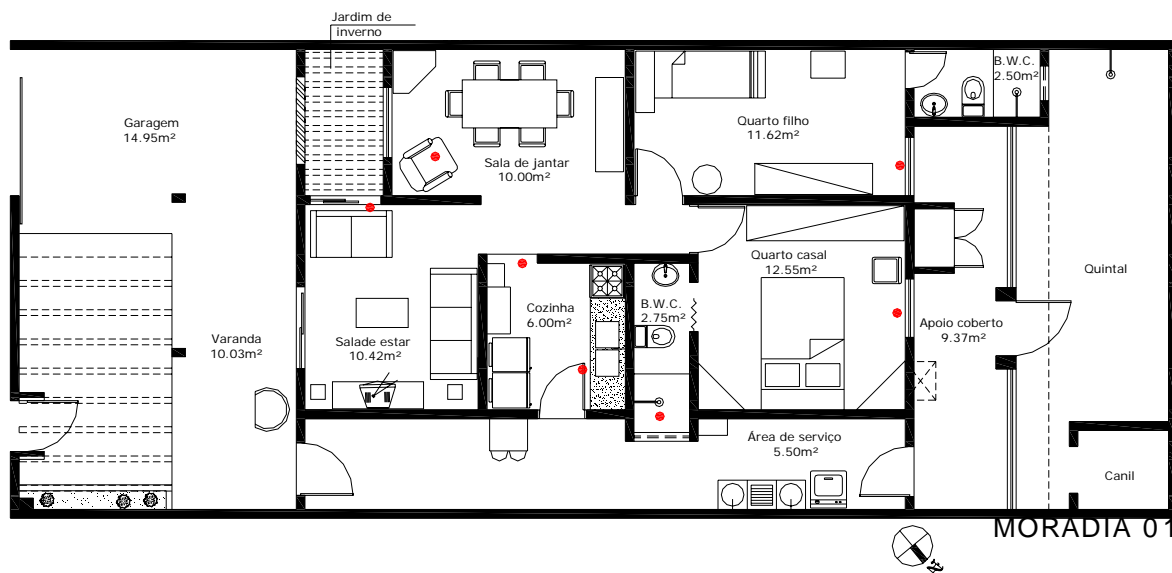 Jardim de
inverno
B.W.C.
2.50m²
Garagem
14.95m²
Quarto filho
11.62m²
Sala de jantar
10.00m²
Quarto casal
12.55m²
Quintal
B.W.C.
2.75m²
Cozinha
6.00m²
Apoio coberto
9.37m²
Varanda
10.03m²
Salade estar
10.42m²
Área de serviço
5.50m²
Canil
MORADIA 01
N